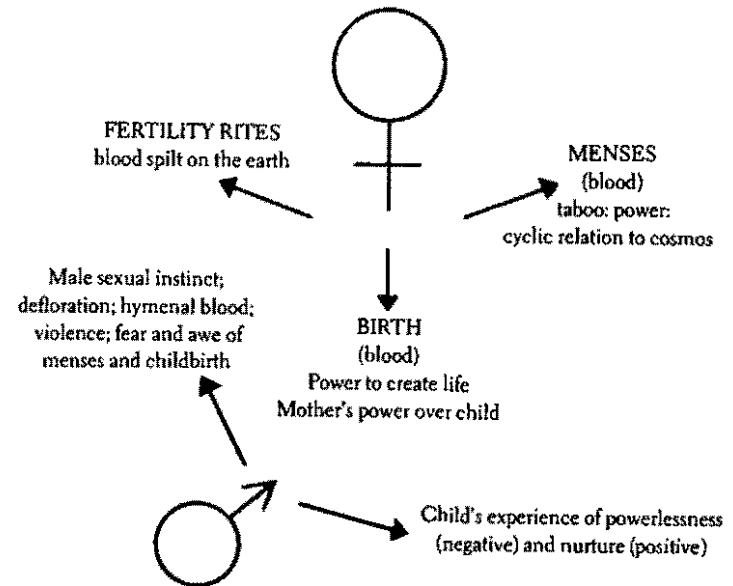 FERTILITY RITES
blood spilt on the earth
MENSES
(blood)
taboo: power:
cyclic relation to cosmos
Male sexual instinct;
defloration; hymenal blood;
violence; fear and awe of
menses and childbirth
BIRTH
(blood)
Power to create life
Mother's power over child
Child's experience of powerlessness
(negative) and nurture (positive)